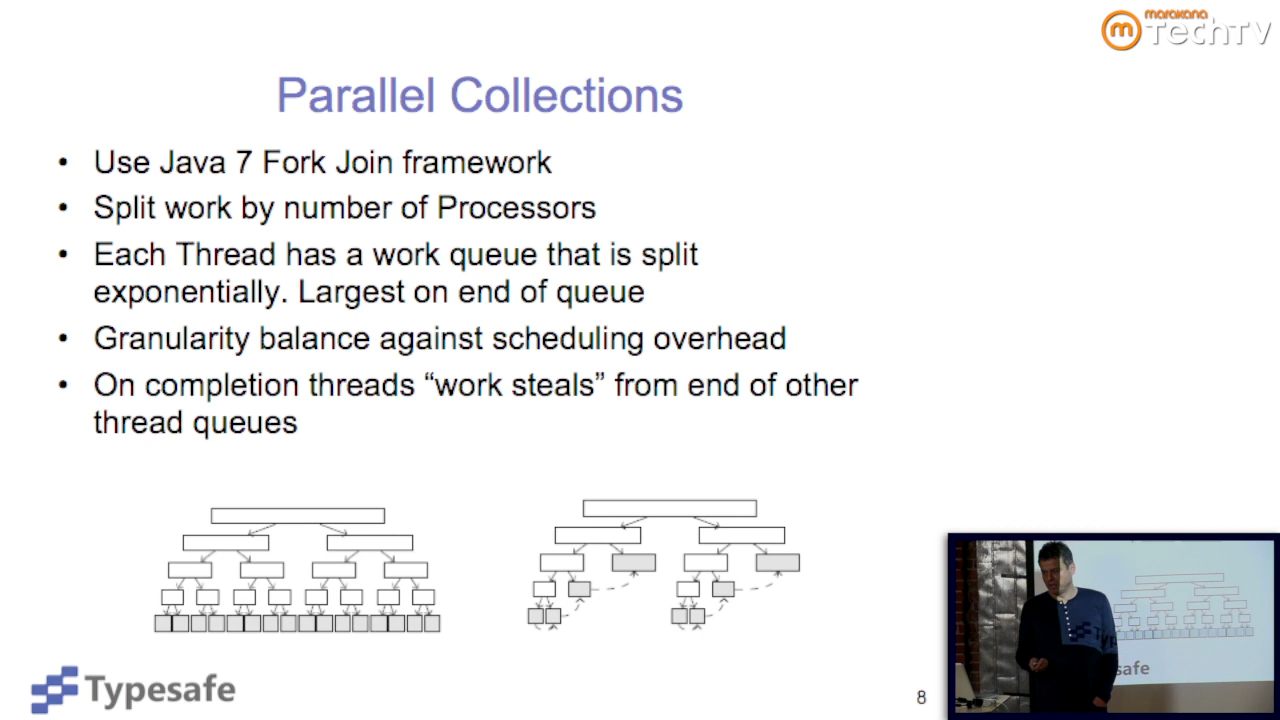 marakana
TechTV
Parallel Collections
• Use Java 7 Fork Join framework
• Split work by number of Processors
• Each Thread has a work queue that is split
exponentially. Largest on end of queue
• Granularity balance against scheduling overhead
• On completion threads “work steals” from end of other
thread queues
Typesafe
8